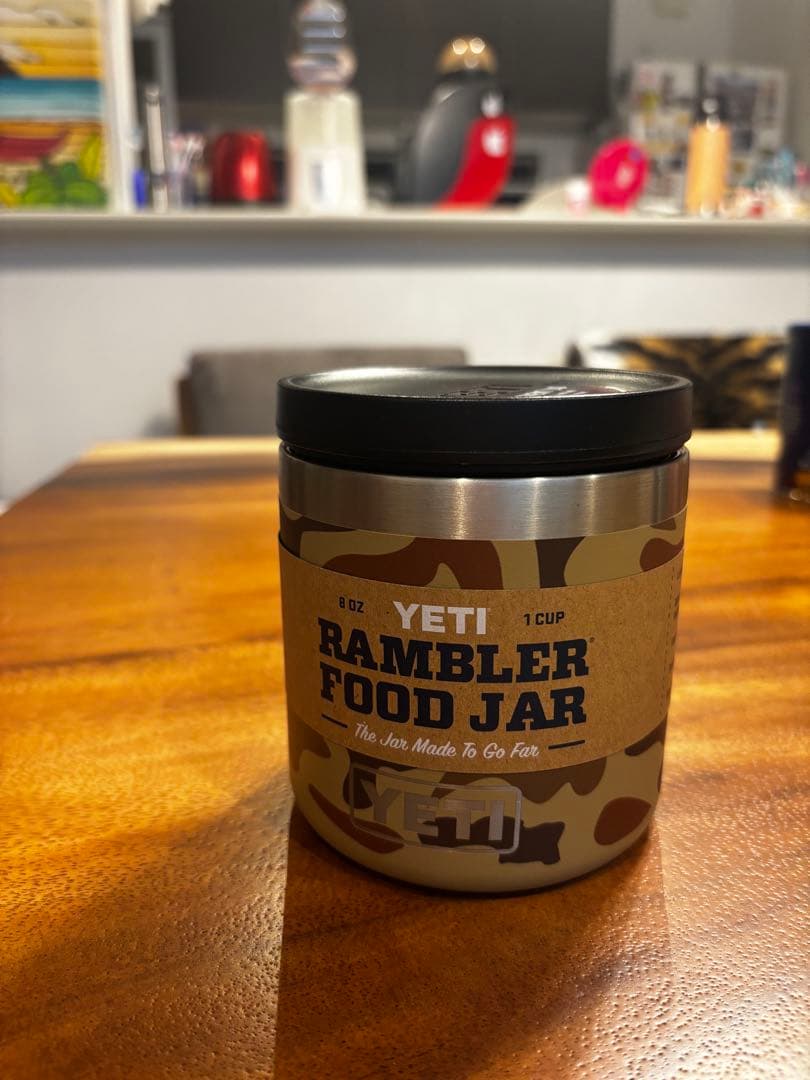 8 OZ YETI 1 CUP
RAMBLER®
FOOD JAR
The Jar Made To Go Far
YETI